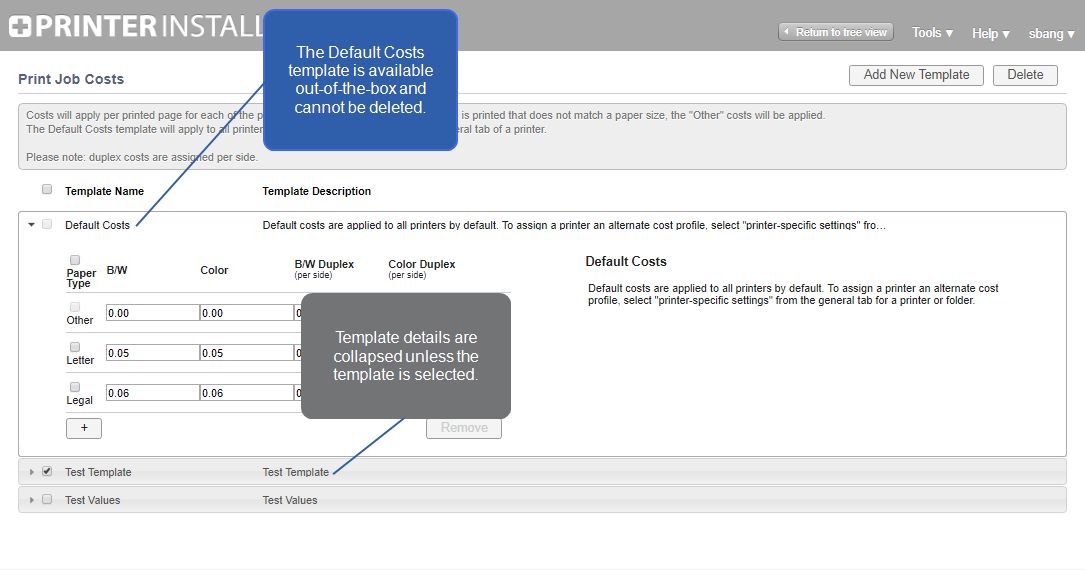 PRINTER INSTALL
Return to tree view
Tools ▾
Help ▾
sbang ▾
The Default Costs
template is available
out-of-the-box and
cannot be deleted.
Print Job Costs
Add New Template
Delete
Costs will apply per printed page for each of the p is printed that does not match a paper size, the "Other" costs will be applied.
The Default Costs template will apply to all printer eral tab of a printer.
Please note: duplex costs are assigned per side.
Template Name
Template Description
Default Costs
Default costs are applied to all printers by default. To assign a printer an alternate cost profile, select "printer-specific settings" fro…
Paper
Type
B/W
Color
B/W Duplex
(per side)
Color Duplex
(per side)
Other
0.00
0.00
0
Letter
0.05
0.05
0
Legal
0.06
0.06
0
+
Remove
Default Costs
Default costs are applied to all printers by default. To assign a printer an alternate cost
profile, select "printer-specific settings" from the general tab for a printer or folder.
Template details are
collapsed unless the
template is selected.
Test Template
Test Template
Test Values
Test Values